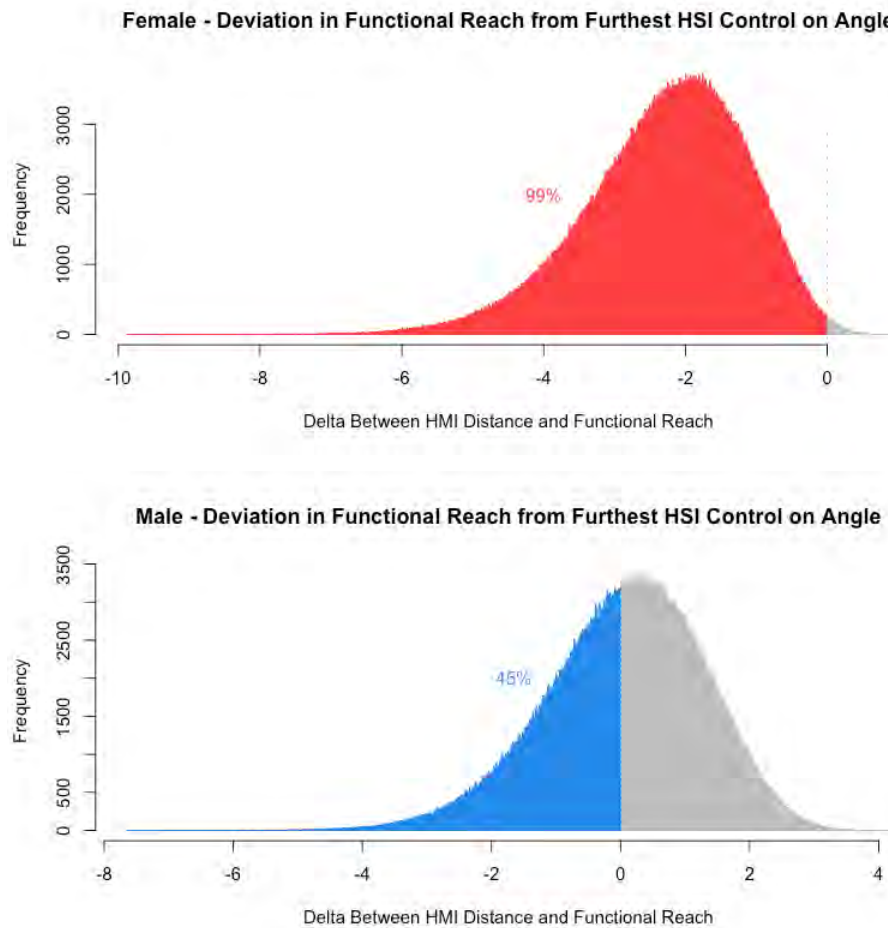 Female - Deviation in Functional Reach from Furthest HSI Control on Angle
Frequency
3000
2000
1000
0
99%
-10 -8 -6 -4 -2 0
Delta Between HMI Distance and Functional Reach
Male - Deviation in Functional Reach from Furthest HSI Control on Angle
Frequency
3500
2500
1500
500
0
45%
-8 -6 -4 -2 0 2 4
Delta Between HMI Distance and Functional Reach